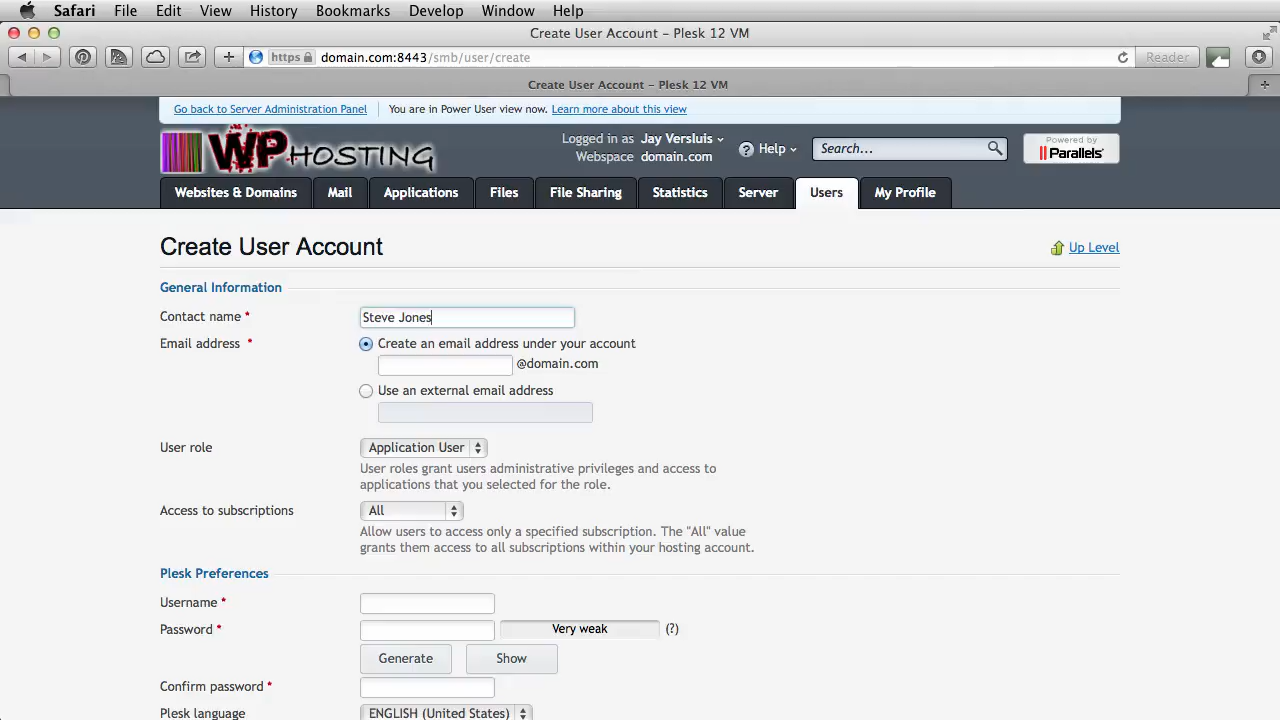 Safari File Edit View History Bookmarks Develop Window Help
Create User Account – Plesk 12 VM
https domain.com:8443/smb/user/create Reader
Create User Account – Plesk 12 VM
Go back to Server Administration Panel You are in Power User view now. Learn more about this view
WP-HOSTING
Logged in as Jay Versluis
Webspace domain.com
Help
Search...
Powered by
Parallels
Websites & Domains Mail Applications Files File Sharing Statistics Server Users My Profile
Create User Account
Up Level
General Information
Contact name * Steve Jones
Email address * Create an email address under your account
@domain.com
Use an external email address
User role Application User
User roles grant users administrative privileges and access to
applications that you selected for the role.
Access to subscriptions All
Allow users to access only a specified subscription. The "All" value
grants them access to all subscriptions within your hosting account.
Plesk Preferences
Username *
Password * Very weak (?)
Generate Show
Confirm password *
Plesk language ENGLISH (United States)